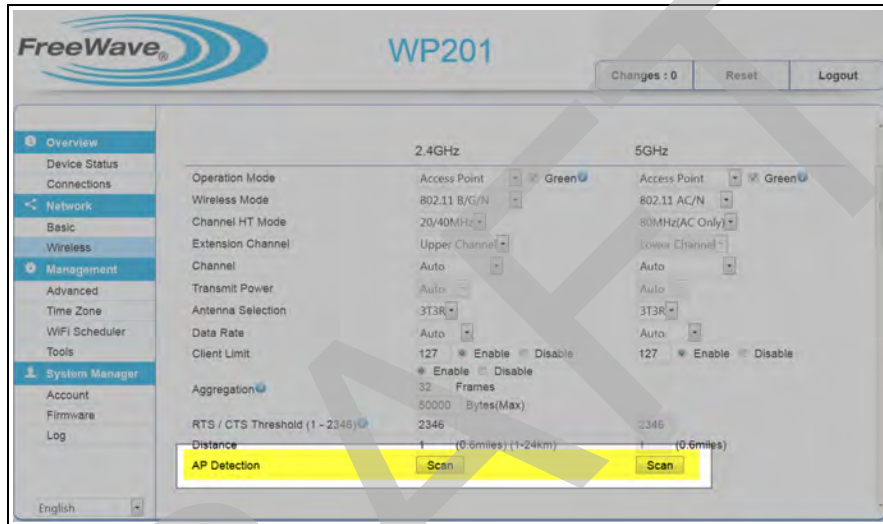 FreeWave®
WP201
Changes : 0 Reset Logout
Overview
Device Status
Connections
Network
Basic
Wireless
Management
Advanced
Time Zone
WiFi Scheduler
Tools
System Manager
Account
Firmware
Log
English
2.4GHz 5GHz
Operation Mode Access Point Green Access Point Green
Wireless Mode 802.11 B/G/N 802.11 AC/N
Channel HT Mode 20/40MHz 80MHz(AC Only)
Extension Channel Upper Channel Lower Channel
Channel Auto Auto
Transmit Power Auto Auto
Antenna Selection 3T3R 3T3R
Data Rate Auto Auto
Client Limit 127 Enable Disable 127 Enable Disable
Enable Disable
Aggregation 32 Frames
50000 Bytes(Max)
RTS / CTS Threshold (1 - 2346) 2346 2346
Distance 1 (0.6miles) (1-24km) 1 (0.6miles)
AP Detection Scan Scan